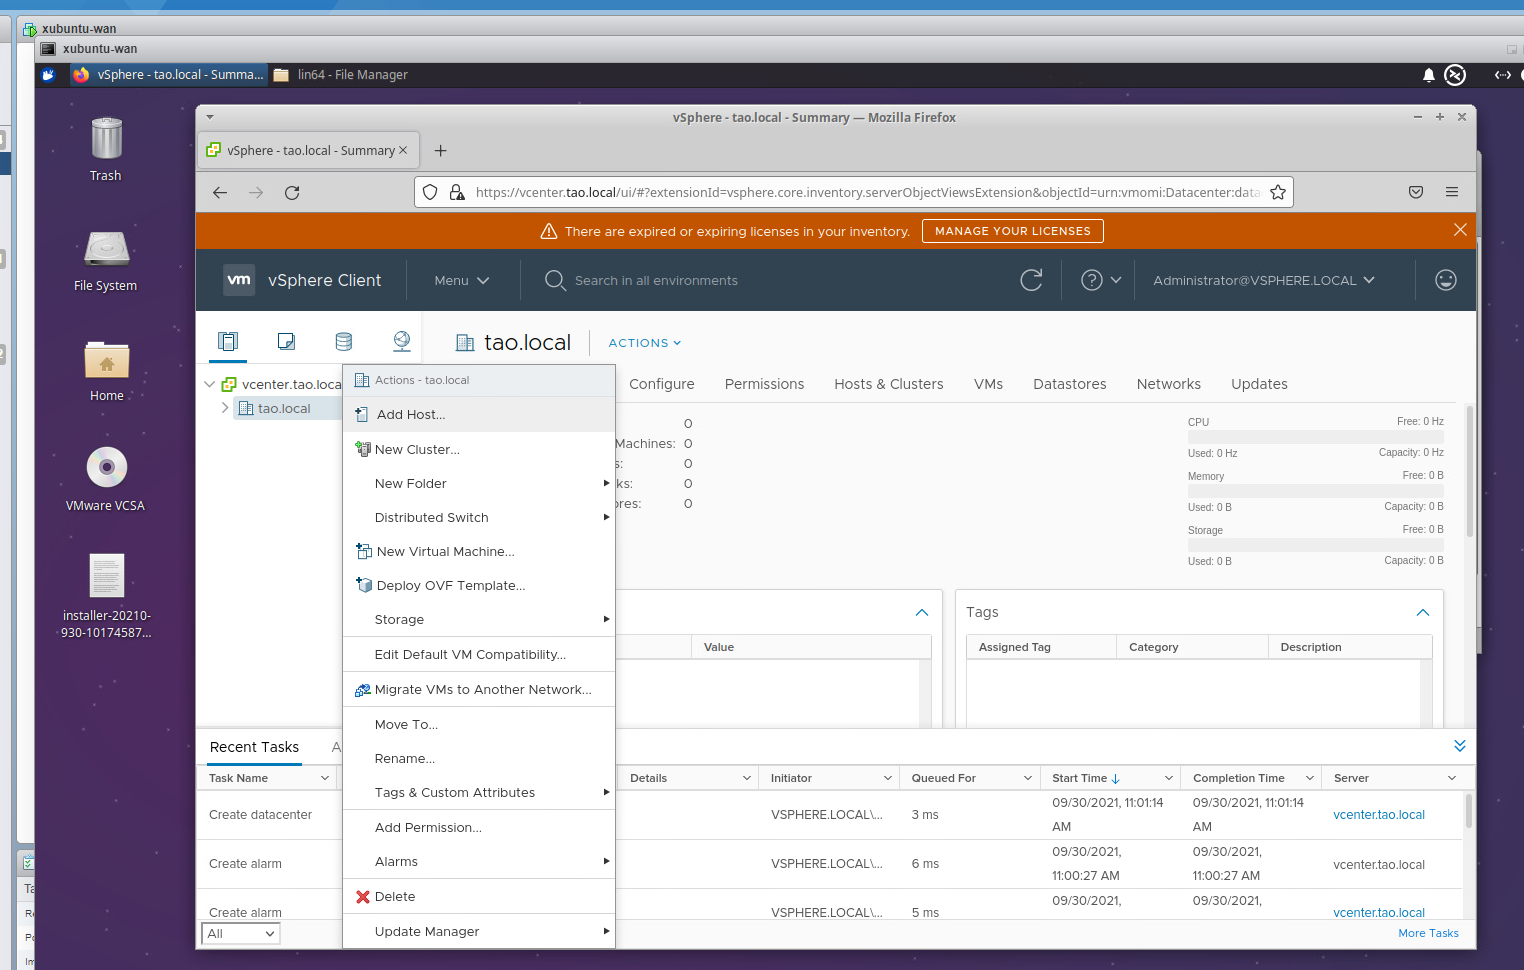 xubuntu-wan
xubuntu-wan
vSphere - tao.local - Summa...
lin64 - File Manager
Trash
File System
Home
VMware VCSA
installer-20210-
930-10174587...
vSphere - tao.local - Summary — Mozilla Firefox
vSphere - tao.local - Summary
https://vcenter.tao.local/ui/#?extensionId=vsphere.core.inventory.serverObjectViewsExtension&objectId=urn:vmomi:Datacenter:data
There are expired or expiring licenses in your inventory. MANAGE YOUR LICENSES
vm vSphere Client Menu Search in all environments Administrator@VSPHERE.LOCAL
tao.local ACTIONS
vcenter.tao.loca
tao.local
Configure Permissions Hosts & Clusters VMs Datastores Networks Updates
Actions - tao.local
Add Host...
New Cluster...
New Folder
Distributed Switch
New Virtual Machine...
Deploy OVF Template...
Storage
Edit Default VM Compatibility...
Migrate VMs to Another Network...
Move To...
Rename...
Tags & Custom Attributes
Add Permission...
Alarms
Delete
Update Manager
0
Machines: 0
s: 0
ks: 0
ores: 0
CPU Free: 0 Hz
Used: 0 Hz Capacity: 0 Hz
Memory Free: 0 B
Used: 0 B Capacity: 0 B
Storage Free: 0 B
Used: 0 B Capacity: 0 B
Value
Tags
Assigned Tag Category Description
Recent Tasks A
Task Name Details Initiator Queued For Start Time Completion Time Server
Create datacenter VSPHERE.LOCAL\... 3 ms 09/30/2021, 11:01:14 AM 09/30/2021, 11:01:14 AM vcenter.tao.local
Create alarm VSPHERE.LOCAL\... 6 ms 09/30/2021, 11:00:27 AM 09/30/2021, 11:00:27 AM vcenter.tao.local
Create alarm VSPHERE.LOCAL\... 5 ms 09/30/2021, 09/30/2021, vcenter.tao.local
All
More Tasks
Ta
Re
Po
Im